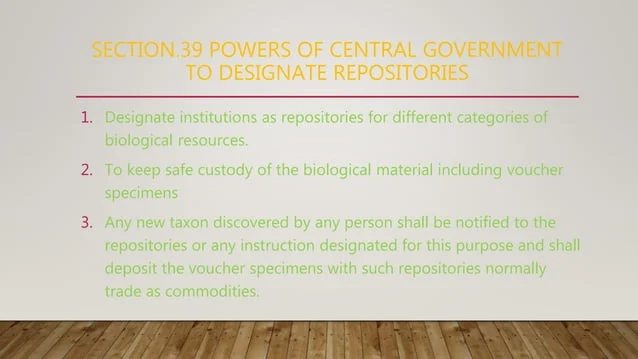 SECTION.39 POWERS OF CENTRAL GOVERNMENT
TO DESIGNATE REPOSITORIES
1. Designate institutions as repositories for different categories of
biological resources.
2. To keep safe custody of the biological material including voucher
specimens
3. Any new taxon discovered by any person shall be notified to the
repositories or any instruction designated for this purpose and shall
deposit the voucher specimens with such repositories normally
trade as commodities.